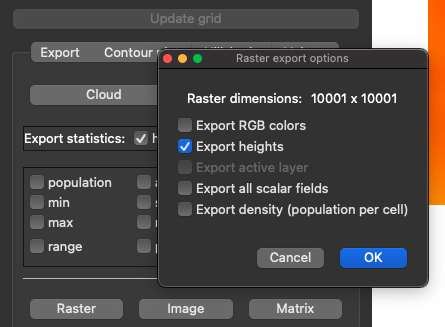 Update grid
Export
Raster export options
Cloud
Raster dimensions: 10001 x 10001
Export RGB colors
Export statistics:
Export heights
Export active layer
population
Export all scalar fields
min
Export density (population per cell)
max
range
Cancel
OK
Raster
Image
Matrix